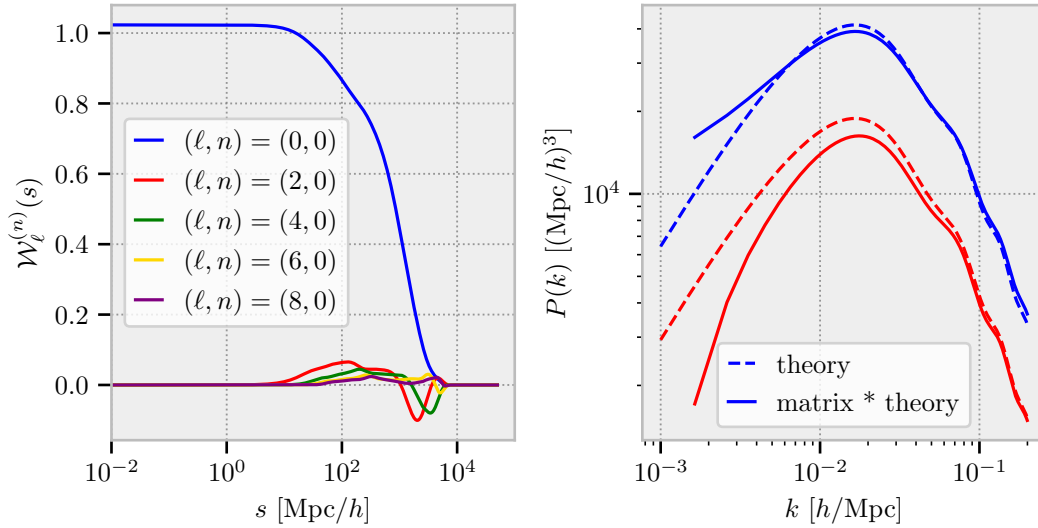 1.0
0.8
0.6
0.4
0.2
0.0
𝒲_ℓ^(n)(s)
(ℓ, n) = (0, 0)
(ℓ, n) = (2, 0)
(ℓ, n) = (4, 0)
(ℓ, n) = (6, 0)
(ℓ, n) = (8, 0)
10⁻² 10⁰ 10² 10⁴
s [Mpc/h]
P(k) [(Mpc/h)³]
10⁴
theory
matrix * theory
10⁻³ 10⁻² 10⁻¹
k [h/Mpc]